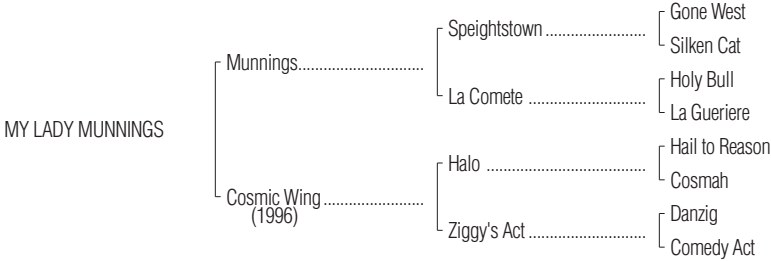 Gone West
Speightstown ........................
Silken Cat
Munnings..............................
Holy Bull
La Comete ............................
La Gueriere
MY LADY MUNNINGS
Hail to Reason
Halo ......................................
Cosmah
Cosmic Wing ........................
(1996)
Danzig
Ziggy's Act ............................
Comedy Act